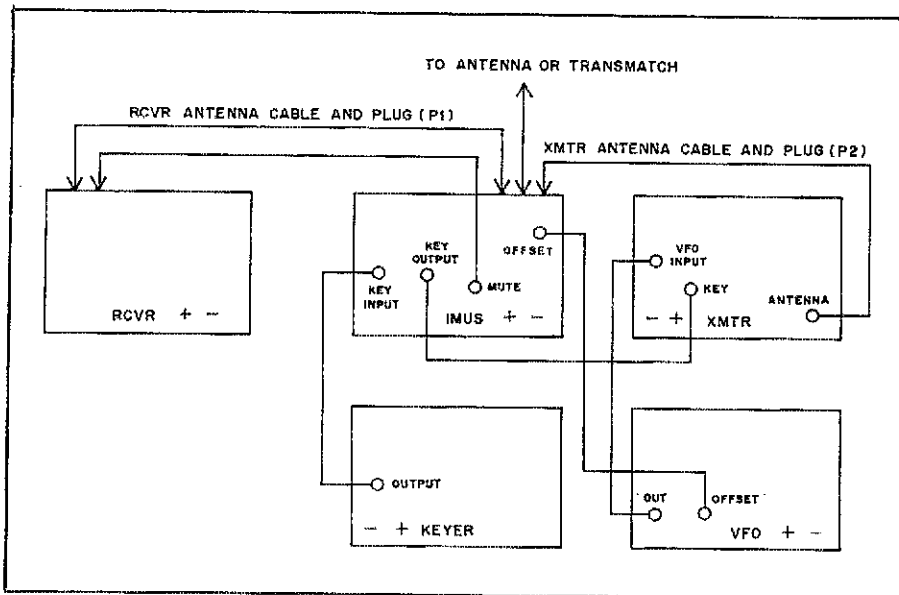 TO ANTENNA OR TRANSMATCH
RCVR ANTENNA CABLE AND PLUG (P1)
XMTR ANTENNA CABLE AND PLUG (P2)
OFFSET
KEY
OUTPUT
KEY
INPUT
MUTE
VFO
INPUT
KEY
ANTENNA
RCVR + -
IMUS + -
- + XMTR
OUTPUT
- + KEYER
OUT
OFFSET
VFO + -